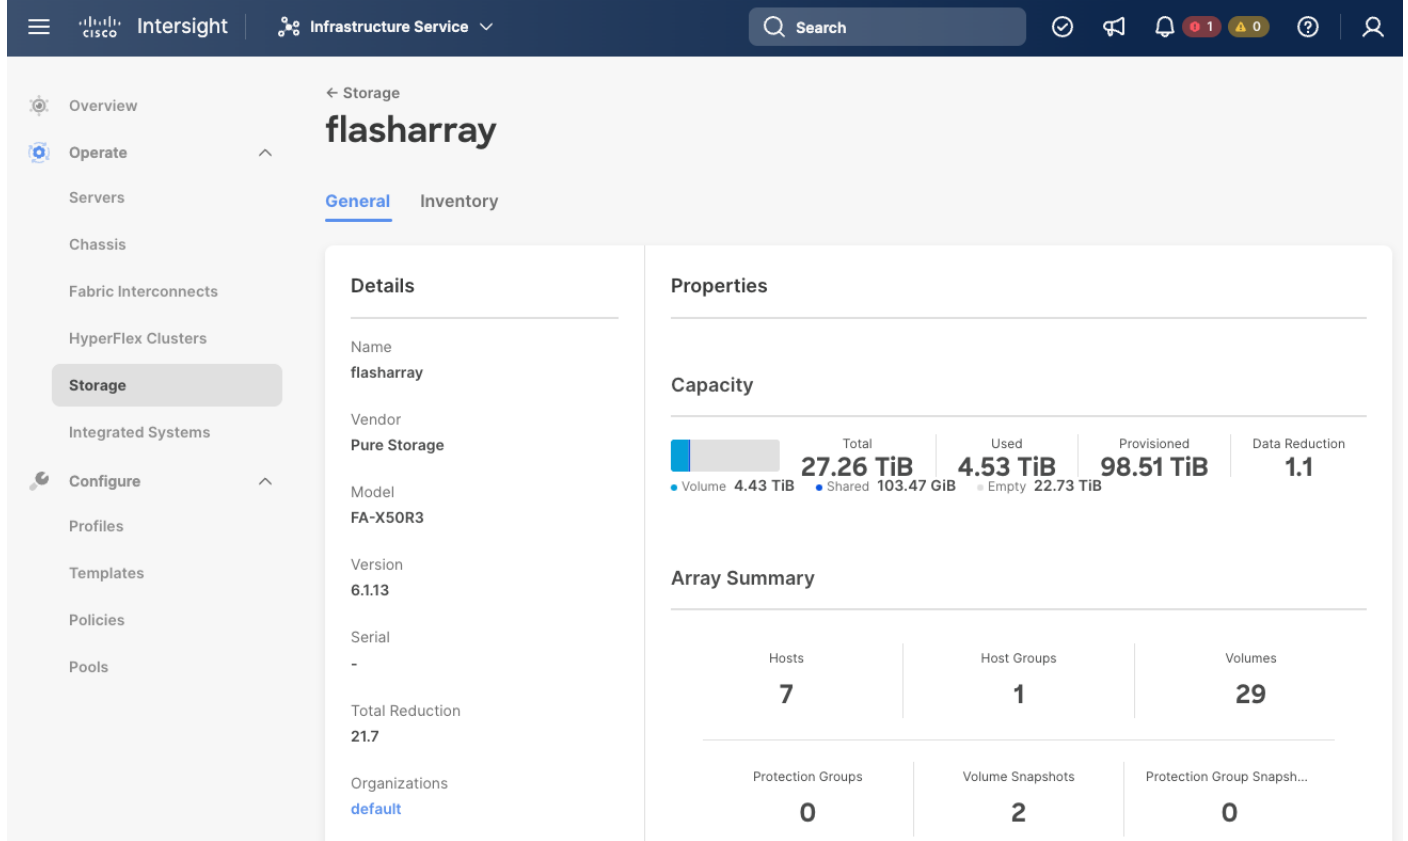 CISCO Intersight Infrastructure Service Search 1 0
Overview
Operate
Servers
Chassis
Fabric Interconnects
HyperFlex Clusters
Storage
Integrated Systems
Configure
Profiles
Templates
Policies
Pools
← Storage
flasharray
General Inventory
Details
Name
flasharray
Vendor
Pure Storage
Model
FA-X50R3
Version
6.1.13
Serial
-
Total Reduction
21.7
Organizations
default
Properties
Capacity
Total Used Provisioned Data Reduction
27.26 TiB 4.53 TiB 98.51 TiB 1.1
Volume 4.43 TiB Shared 103.47 GiB Empty 22.73 TiB
Array Summary
Hosts Host Groups Volumes
7 1 29
Protection Groups Volume Snapshots Protection Group Snapsh...
0 2 0